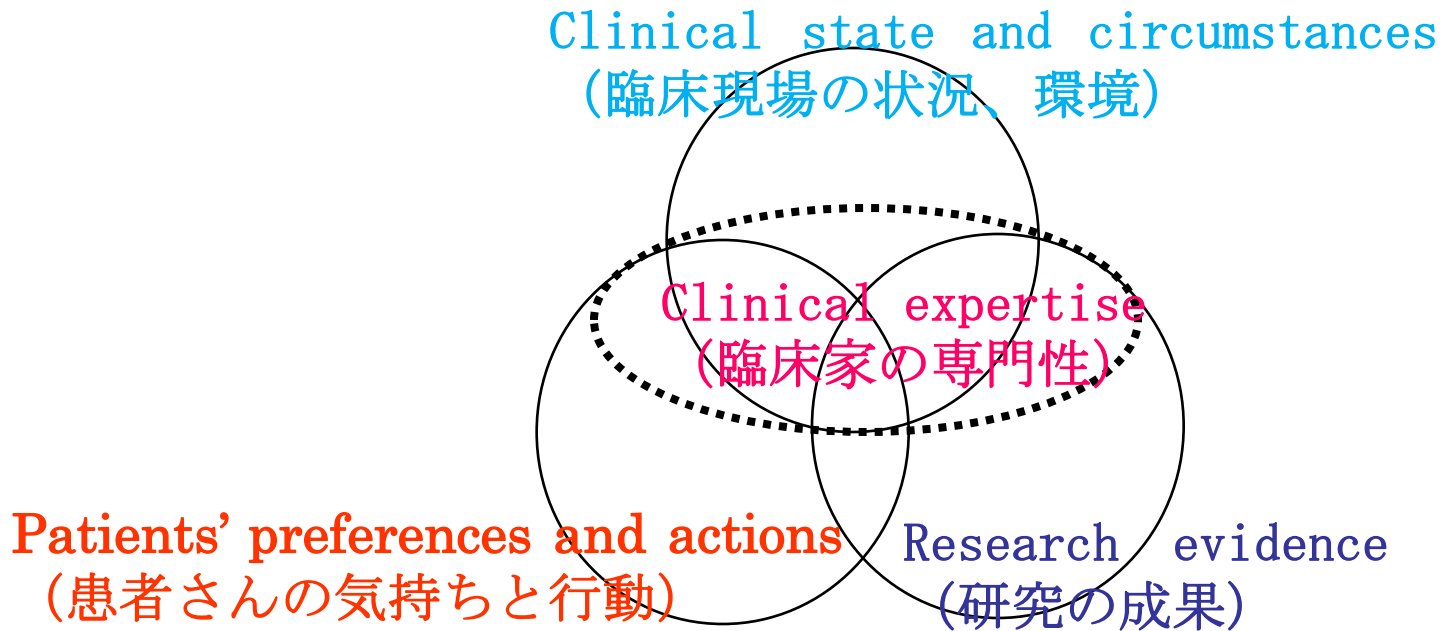 Clinical state and circumstances
（臨床現場の状況、環境）
Clinical expertise
（臨床家の専門性）
Patients’ preferences and actions
（患者さんの気持ちと行動）
Research evidence
（研究の成果）